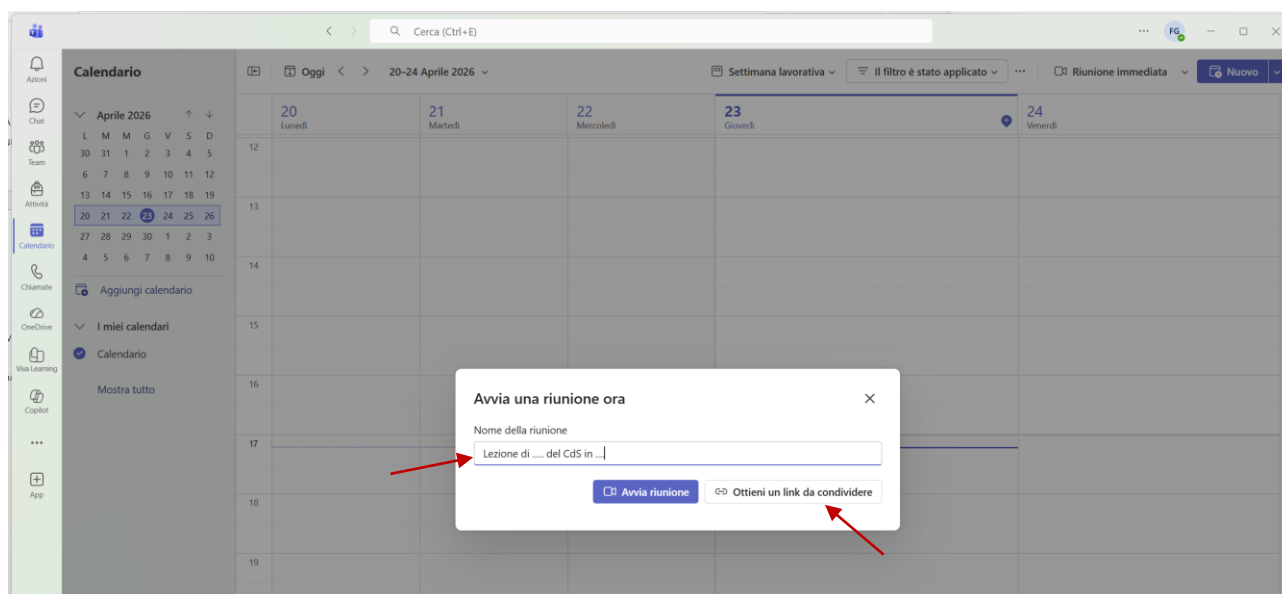 Cerca (Ctrl+E)
FG
Azioni
Chat
Team
Attività
Calendario
Chiamate
OneDrive
Viva Learning
Copilot
App
Calendario
Oggi
20–24 Aprile 2026
Settimana lavorativa
Il filtro è stato applicato
Riunione immediata
Nuovo
Aprile 2026
L M M G V S D
30 31 1 2 3 4 5
6 7 8 9 10 11 12
13 14 15 16 17 18 19
20 21 22 23 24 25 26
27 28 29 30 1 2 3
4 5 6 7 8 9 10
Aggiungi calendario
I miei calendari
Calendario
Mostra tutto
20
Lunedì
21
Martedì
22
Mercoledì
23
Giovedì
24
Venerdì
12
13
14
15
16
17
18
19
Avvia una riunione ora
Nome della riunione
Lezione di ..... del CdS in ....
Avvia riunione
Ottieni un link da condividere